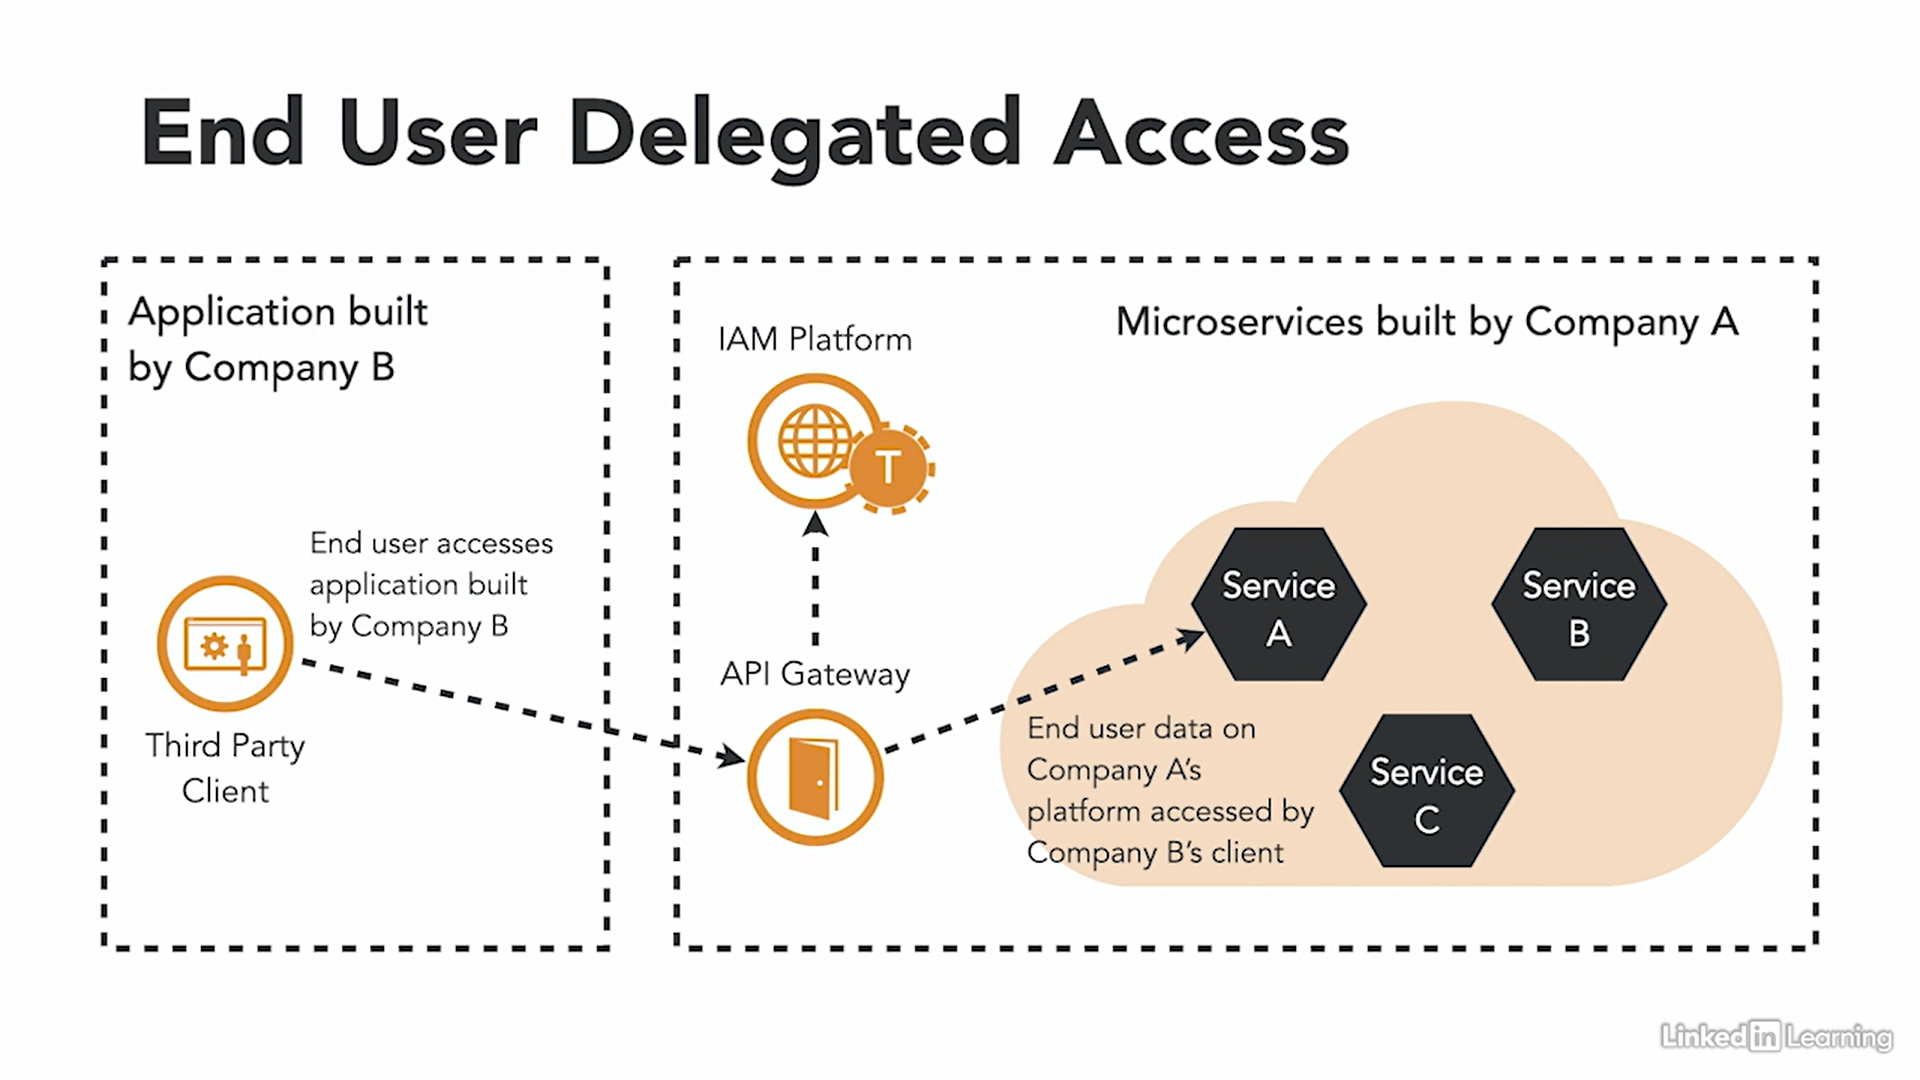 End User Delegated Access
Application built
by Company B
End user accesses
application built
by Company B
Third Party
Client
IAM Platform
T
API Gateway
Microservices built by Company A
Service
A
Service
B
Service
C
End user data on
Company A's
platform accessed by
Company B's client
Linked in Learning